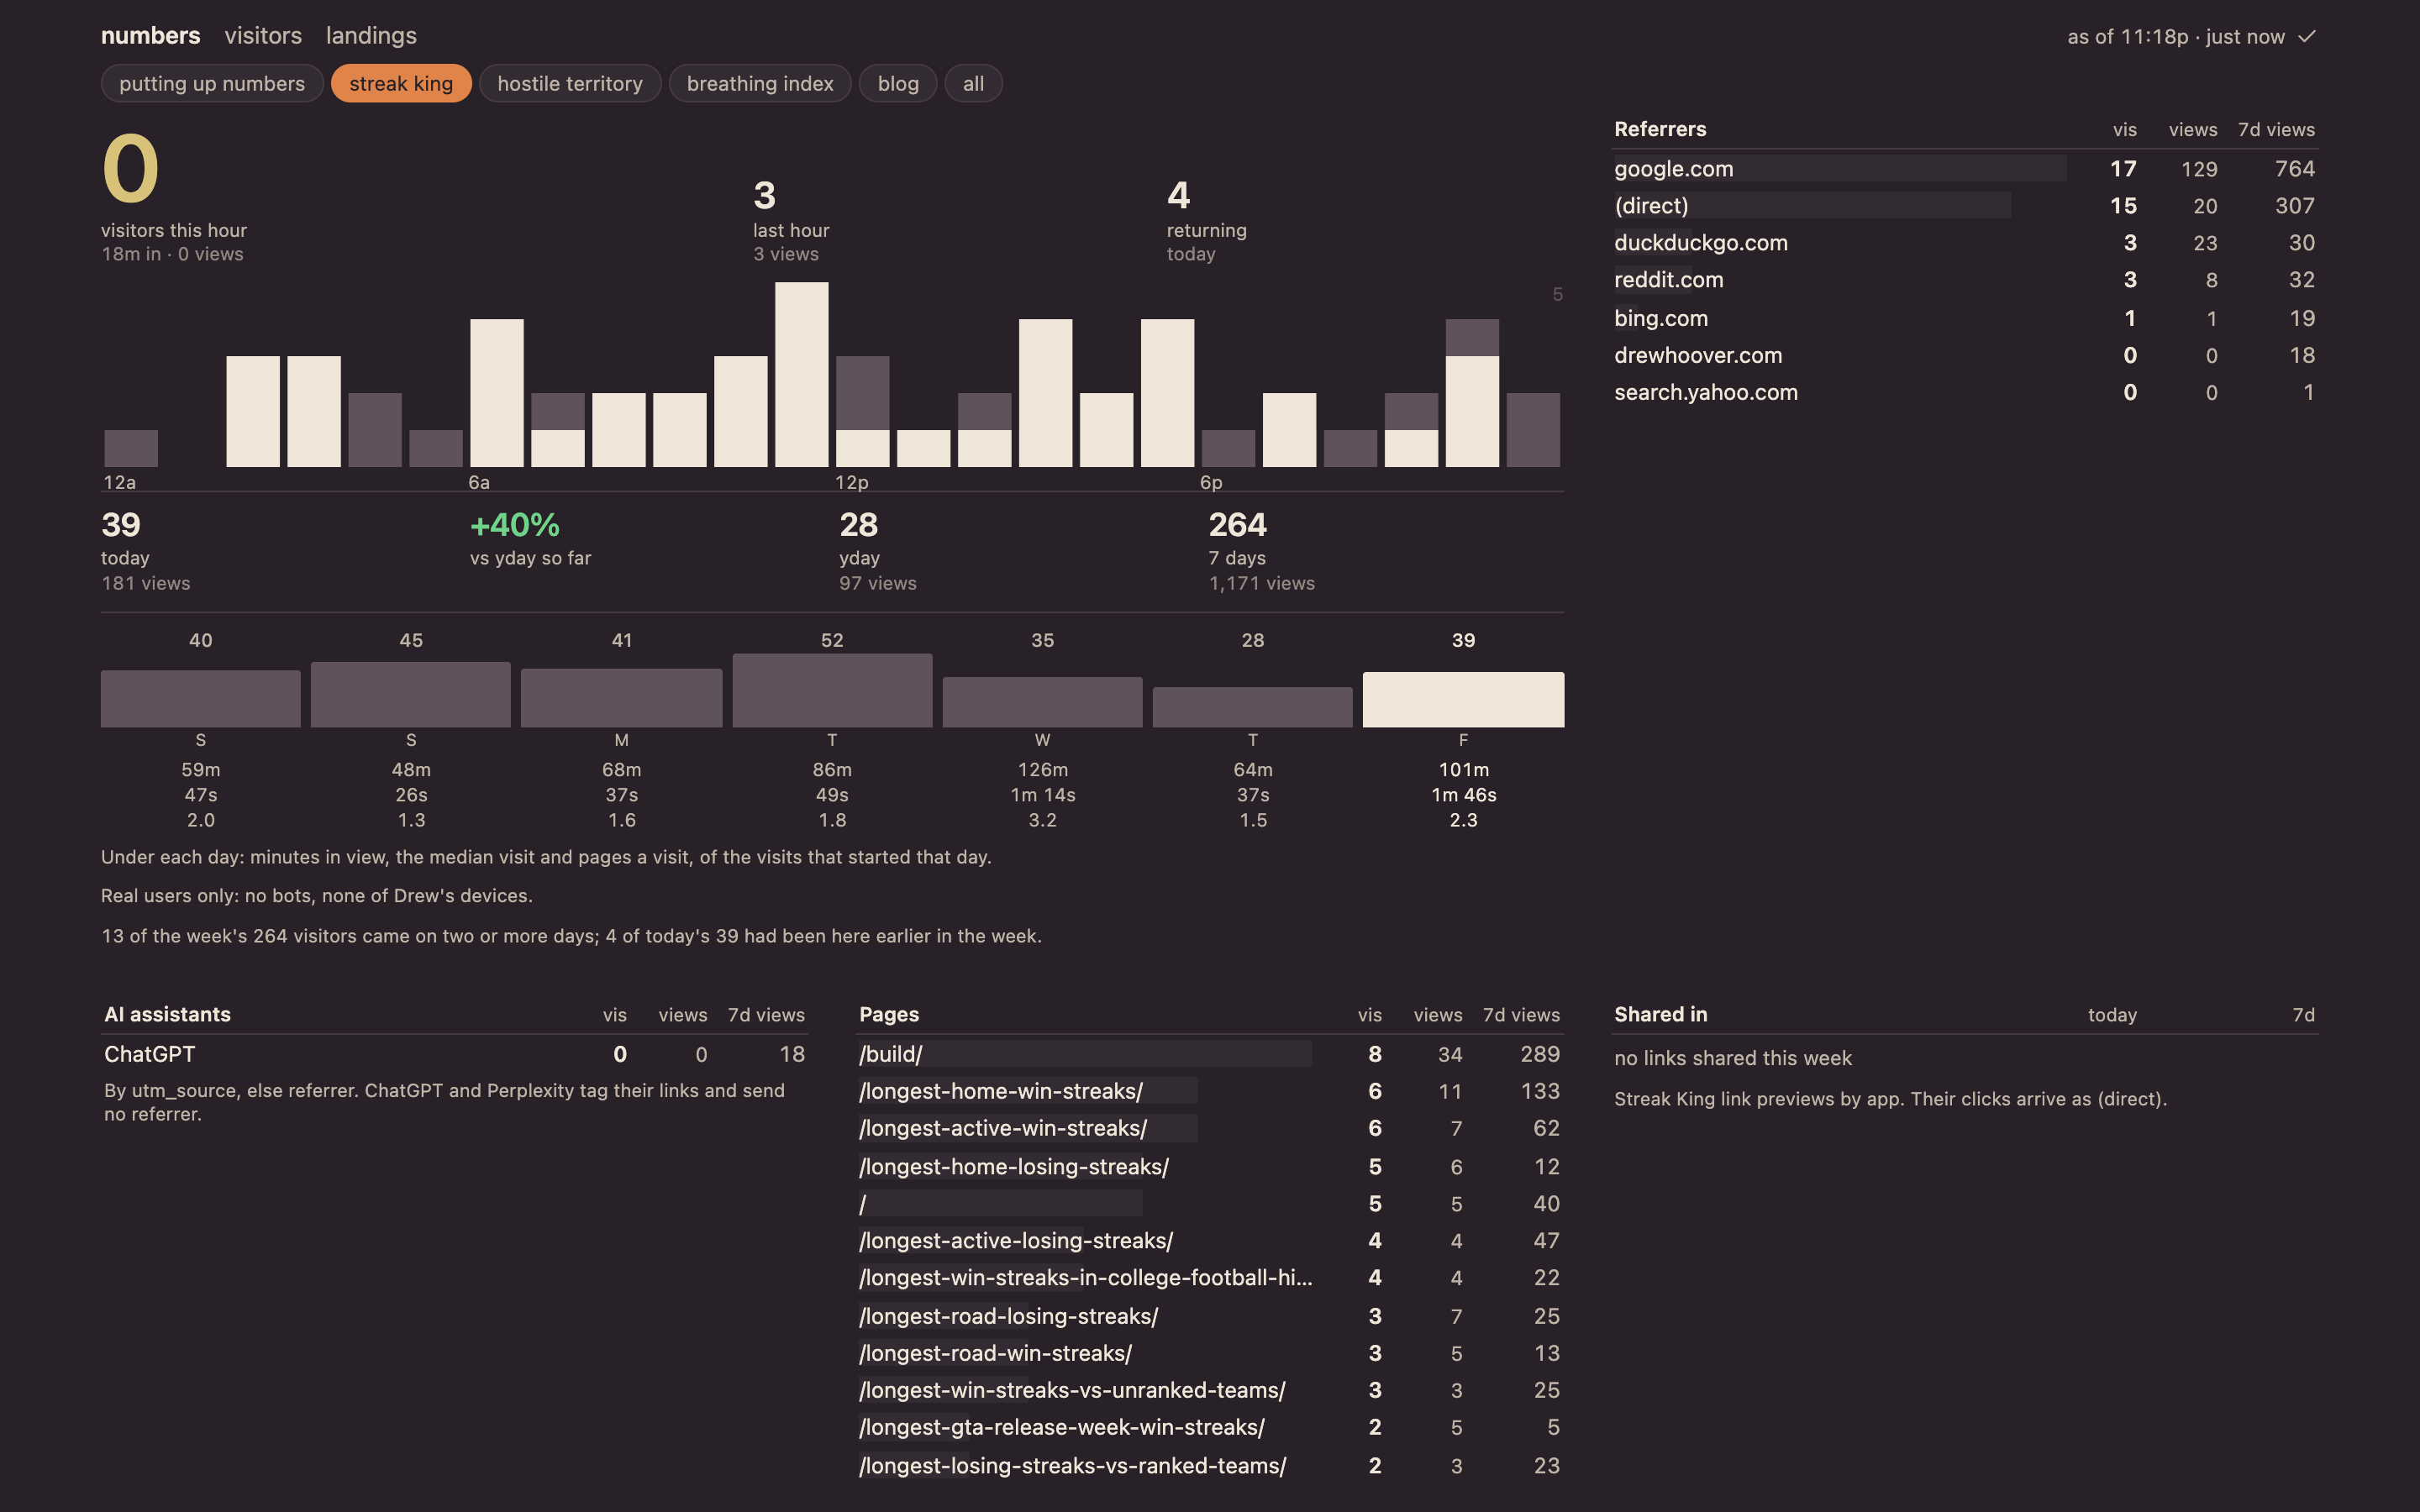 numbers visitors landings
as of 11:18p · just now ✓
putting up numbers streak king hostile territory breathing index blog all
0
visitors this hour
18m in · 0 views
3
last hour
3 views
4
returning
today
5
12a 6a 12p 6p
39
today
181 views
+40%
vs yday so far
28
yday
97 views
264
7 days
1,171 views
40 45 41 52 35 28 39
S S M T W T F
59m 48m 68m 86m 126m 64m 101m
47s 26s 37s 49s 1m 14s 37s 1m 46s
2.0 1.3 1.6 1.8 3.2 1.5 2.3
Under each day: minutes in view, the median visit and pages a visit, of the visits that started that day.
Real users only: no bots, none of Drew's devices.
13 of the week's 264 visitors came on two or more days; 4 of today's 39 had been here earlier in the week.
Referrers vis views 7d views
google.com 17 129 764
(direct) 15 20 307
duckduckgo.com 3 23 30
reddit.com 3 8 32
bing.com 1 1 19
drewhoover.com 0 0 18
search.yahoo.com 0 0 1
AI assistants vis views 7d views
ChatGPT 0 0 18
By utm_source, else referrer. ChatGPT and Perplexity tag their links and send
no referrer.
Pages vis views 7d views
/build/ 8 34 289
/longest-home-win-streaks/ 6 11 133
/longest-active-win-streaks/ 6 7 62
/longest-home-losing-streaks/ 5 6 12
/ 5 5 40
/longest-active-losing-streaks/ 4 4 47
/longest-win-streaks-in-college-football-hi... 4 4 22
/longest-road-losing-streaks/ 3 7 25
/longest-road-win-streaks/ 3 5 13
/longest-win-streaks-vs-unranked-teams/ 3 3 25
/longest-gta-release-week-win-streaks/ 2 5 5
/longest-losing-streaks-vs-ranked-teams/ 2 3 23
Shared in today 7d
no links shared this week
Streak King link previews by app. Their clicks arrive as (direct).